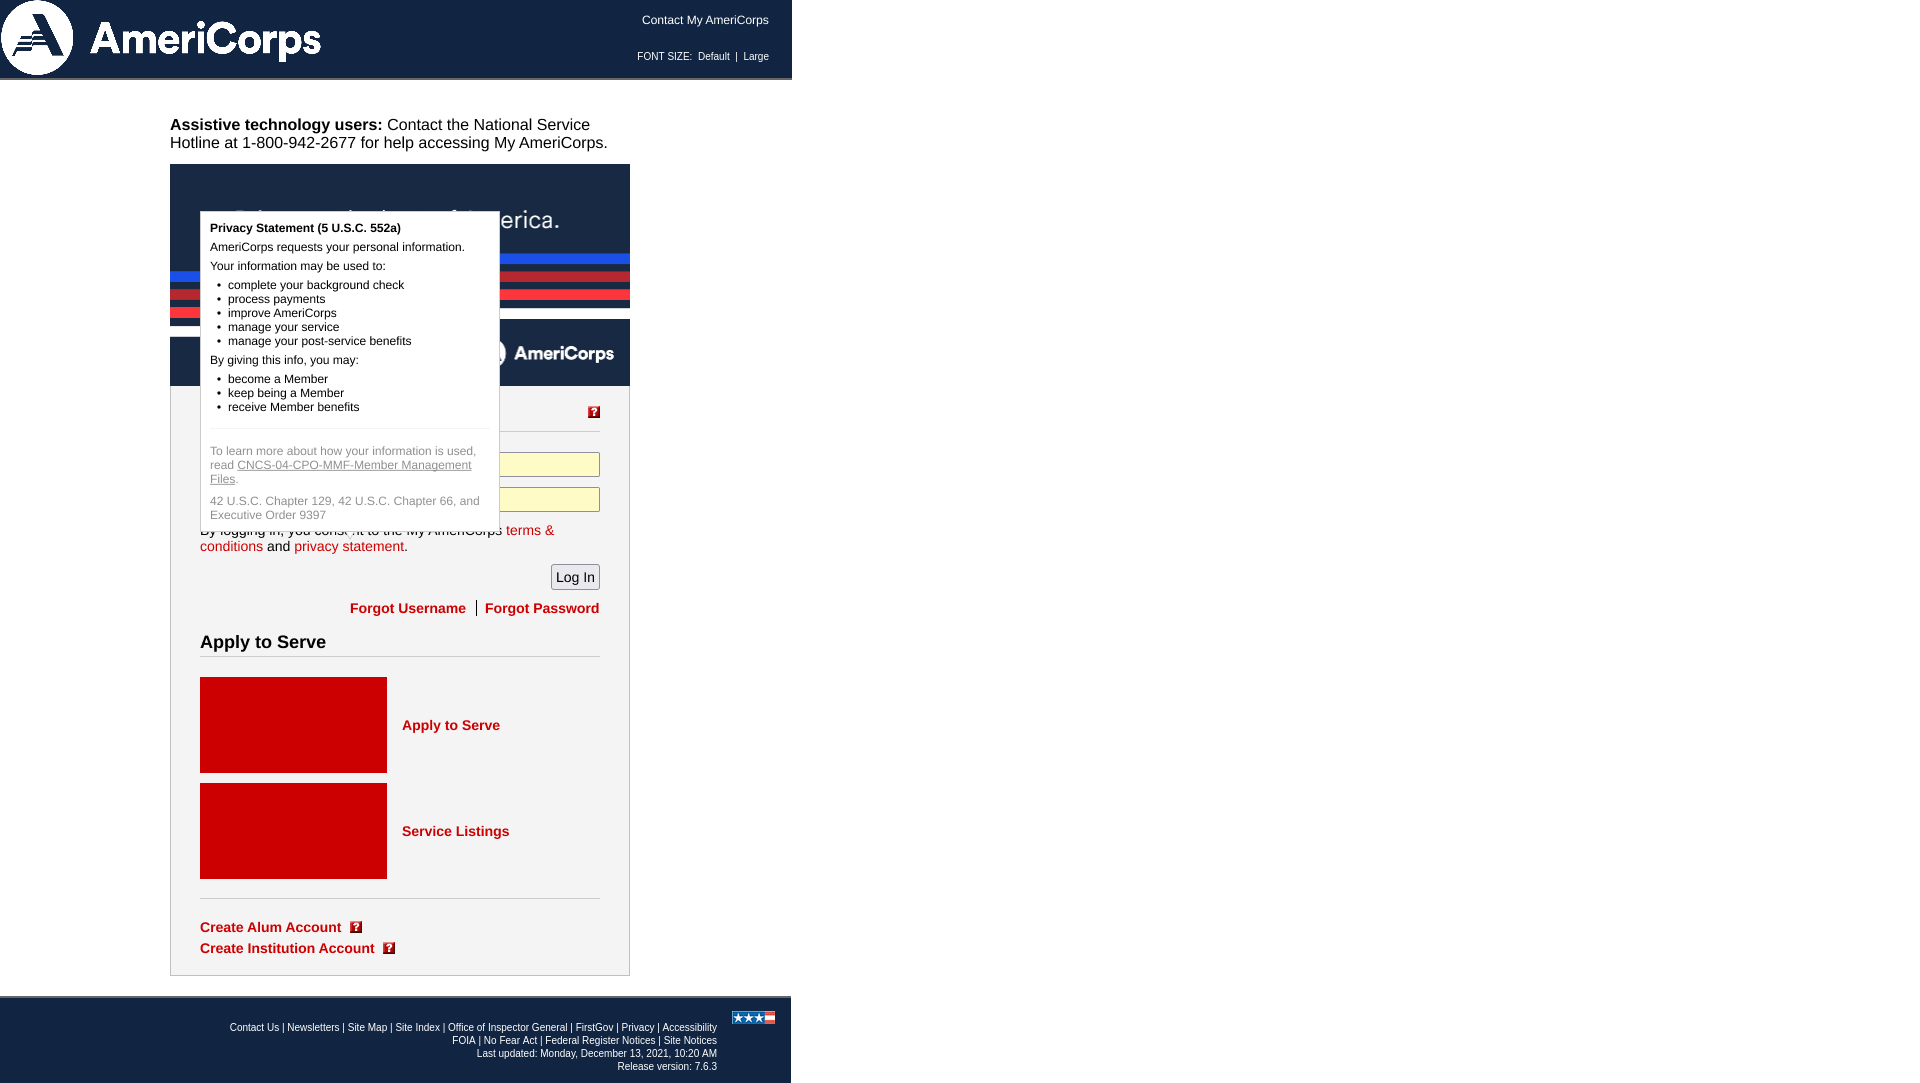 AmeriCorps
Contact My AmeriCorps
FONT SIZE: Default | Large
Assistive technology users: Contact the National Service
Hotline at 1-800-942-2677 for help accessing My AmeriCorps.
erica.
Privacy Statement (5 U.S.C. 552a)
AmeriCorps requests your personal information.
Your information may be used to:
• complete your background check
• process payments
• improve AmeriCorps
• manage your service
• manage your post-service benefits
AmeriCorps
By giving this info, you may:
• become a Member
• keep being a Member
• receive Member benefits
?
To learn more about how your information is used,
read CNCS-04-CPO-MMF-Member Management
Files.
42 U.S.C. Chapter 129, 42 U.S.C. Chapter 66, and
Executive Order 9397
By logging in, you consent to the My AmeriCorps terms &
conditions and privacy statement.
Log In
Forgot Username | Forgot Password
Apply to Serve
Apply to Serve
Service Listings
Create Alum Account ?
Create Institution Account ?
Contact Us | Newsletters | Site Map | Site Index | Office of Inspector General | FirstGov | Privacy | Accessibility
FOIA | No Fear Act | Federal Register Notices | Site Notices
Last updated: Monday, December 13, 2021, 10:20 AM
Release version: 7.6.3